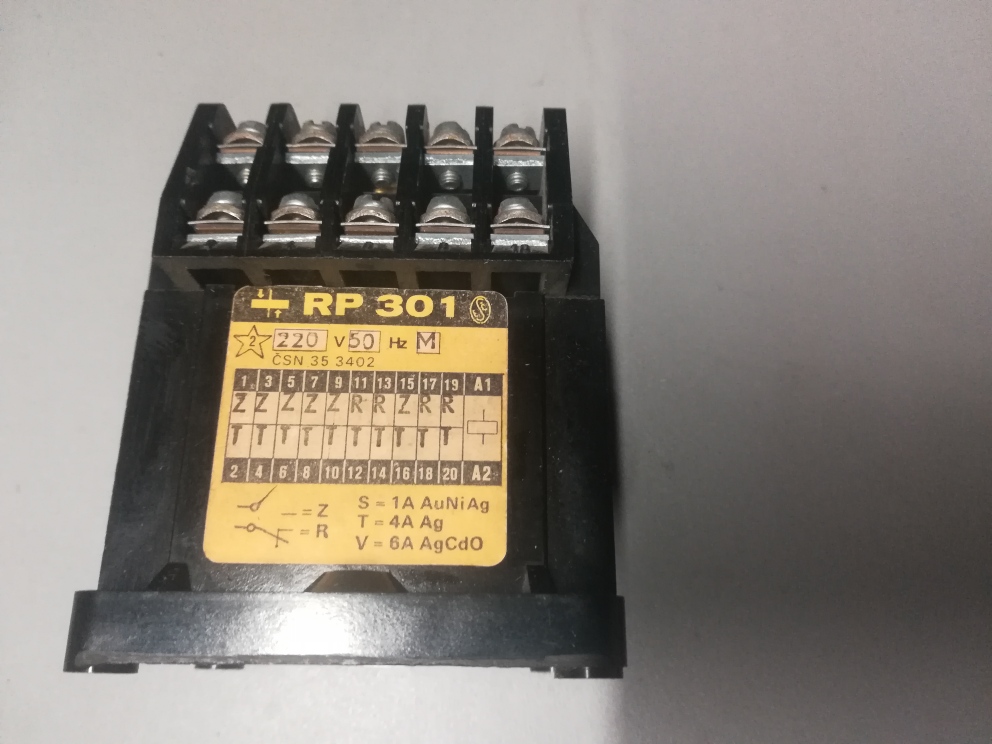 RP 301
2 220 V 50 Hz M
ČSN 35 3402
1 3 5 7 9 11 13 15 17 19 A1
Z Z Z Z Z R R Z R R
T T T T T T T T T T
2 4 6 8 10 12 14 16 18 20 A2
= Z S = 1A AuNiAg
= R T = 4A Ag
V = 6A AgCdO